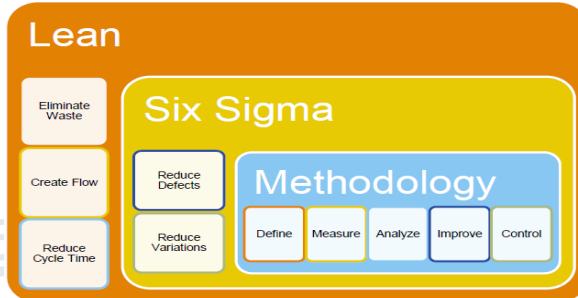 Lean
Eliminate
Waste
Create Flow
Reduce
Cycle Time
Six Sigma
Reduce
Defects
Reduce
Variations
Methodology
Define
Measure
Analyze
Improve
Control